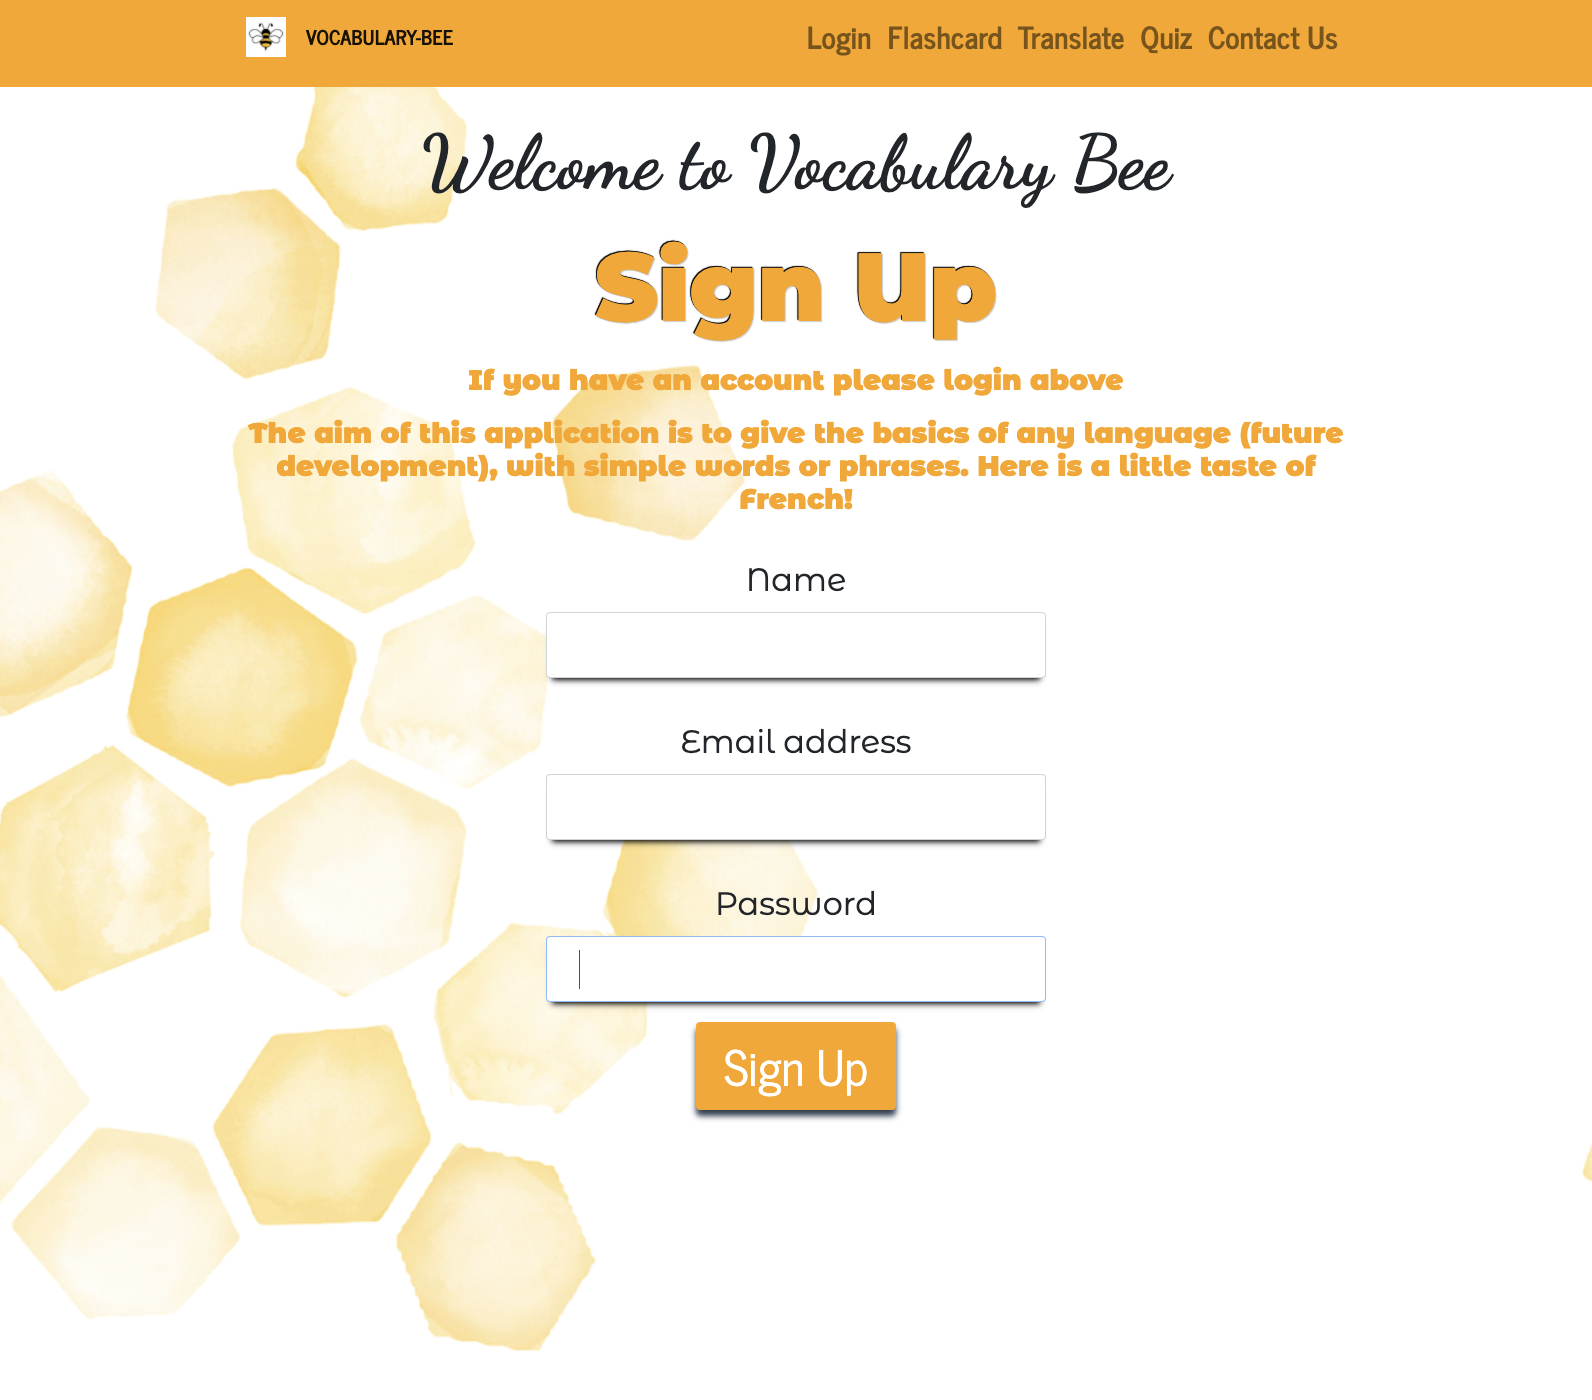 VOCABULARY-BEE
Login Flashcard Translate Quiz Contact Us
Welcome to Vocabulary Bee
Sign Up
If you have an account please login above
The aim of this application is to give the basics of any language (future
development), with simple words or phrases. Here is a little taste of
French!
Name
Email address
Password
Sign Up